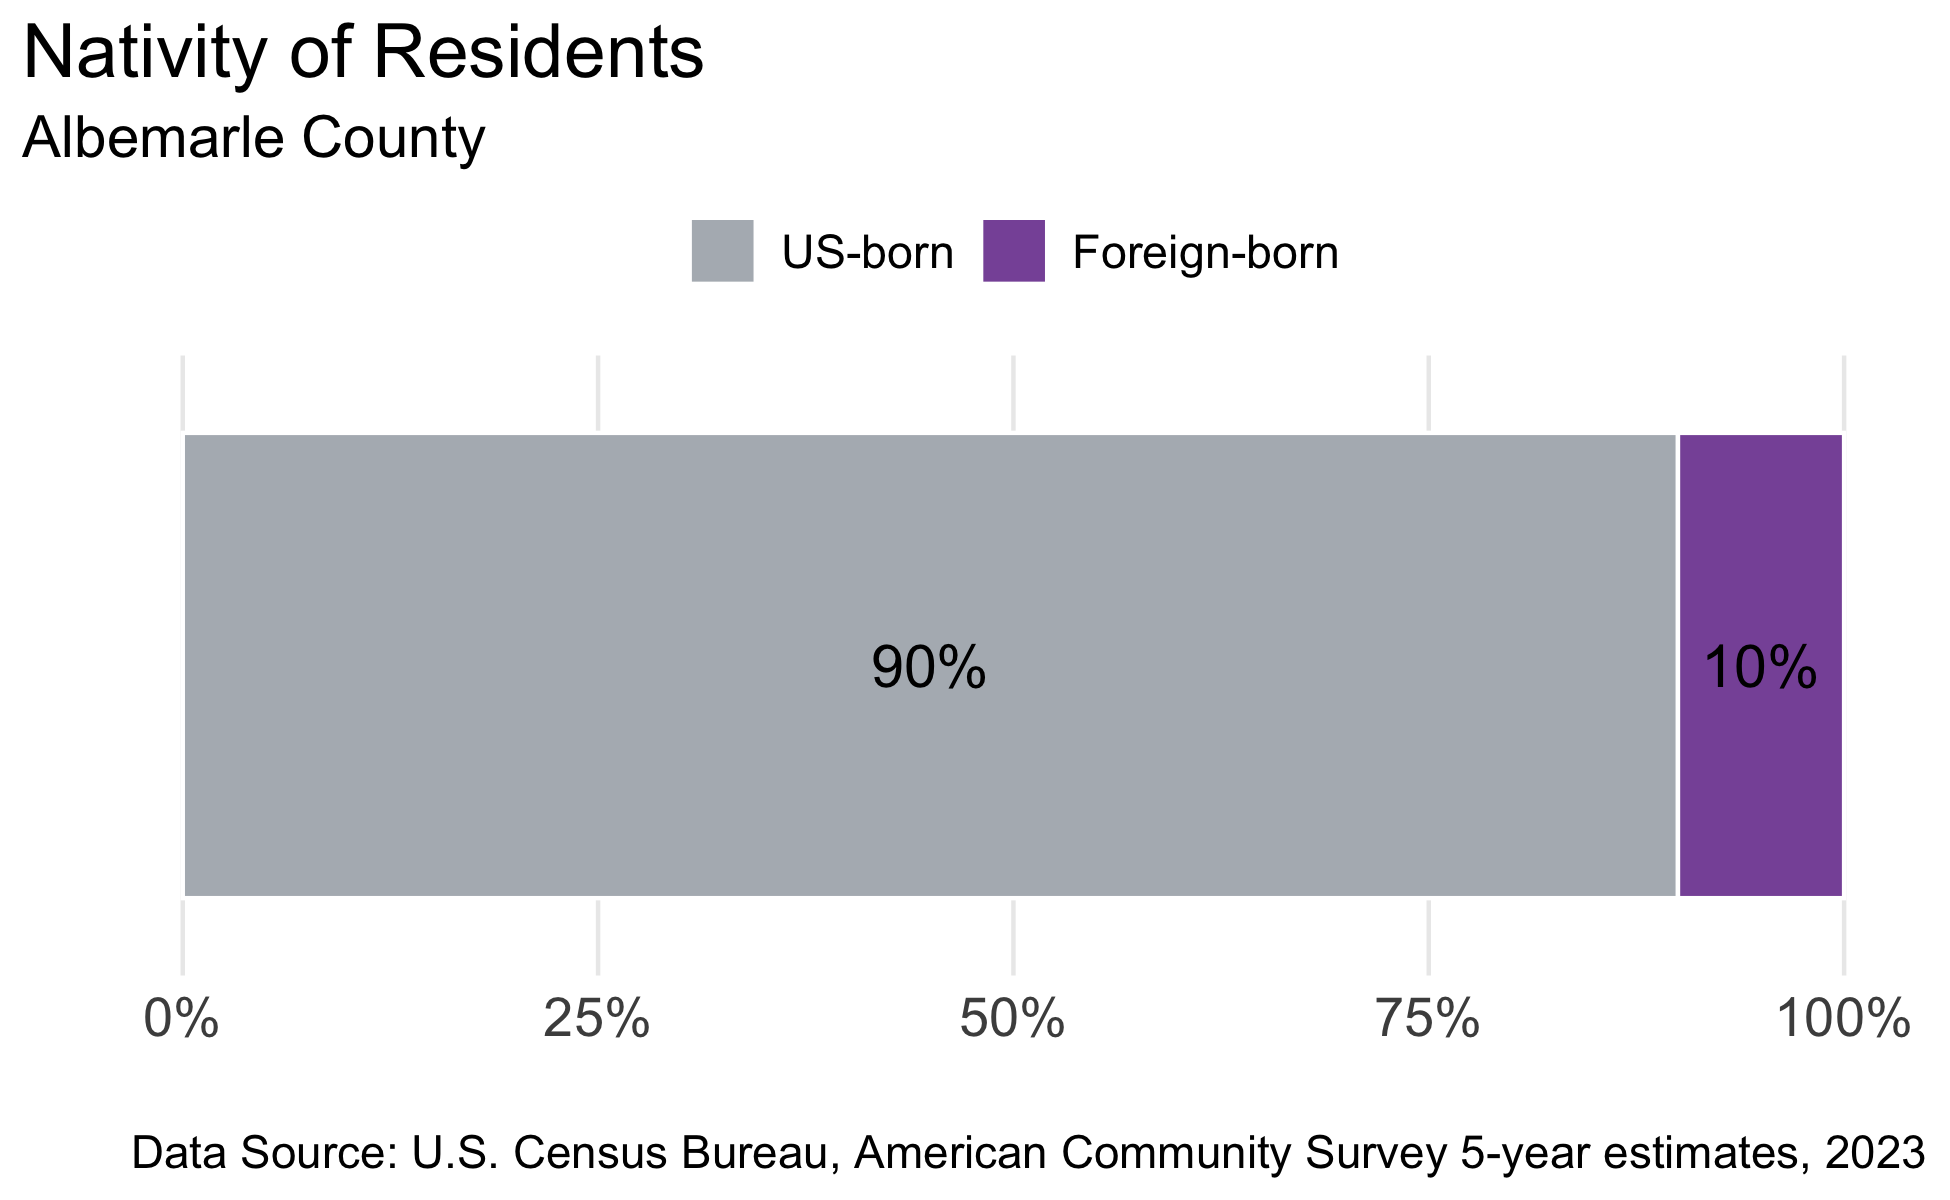 Nativity of Residents
Albemarle County
US-born Foreign-born
90% 10%
0% 25% 50% 75% 100%
Data Source: U.S. Census Bureau, American Community Survey 5-year estimates, 2023